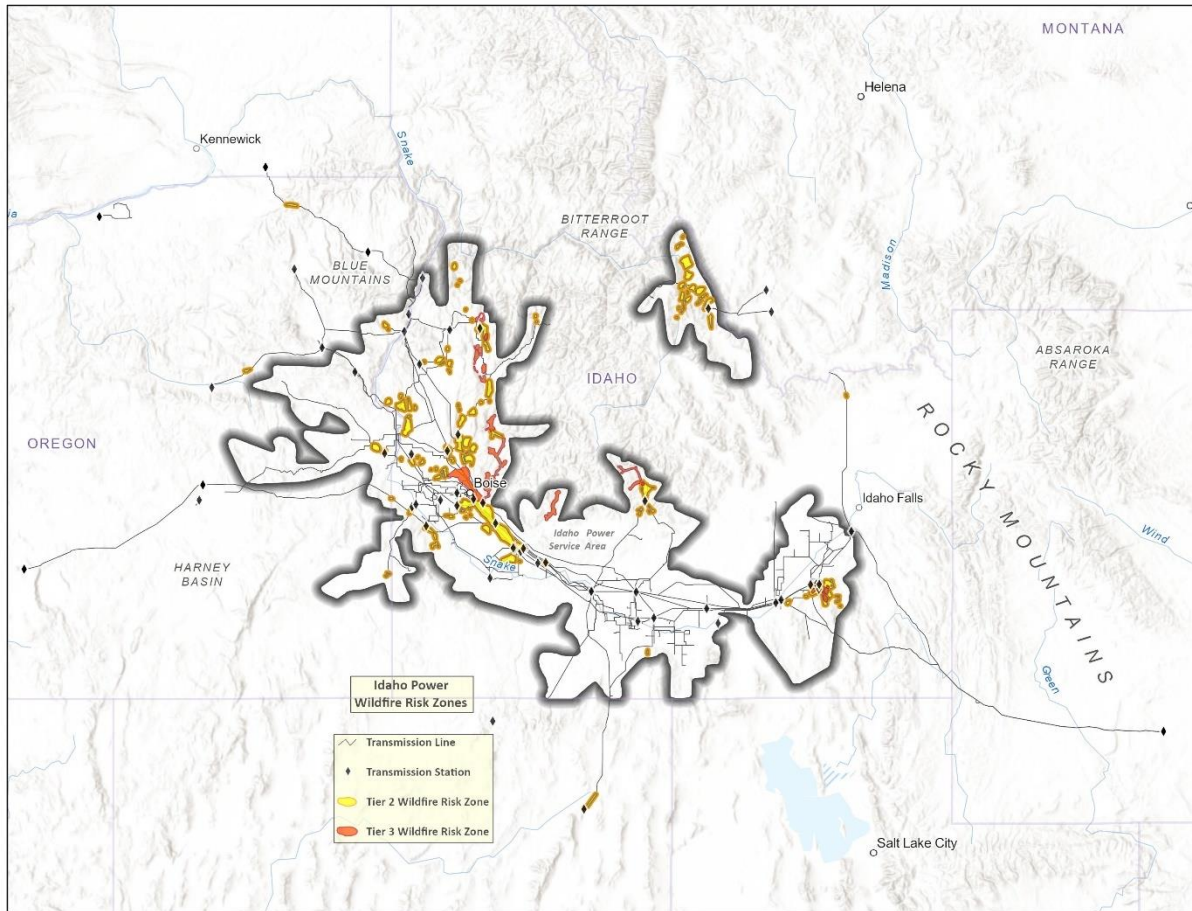 MONTANA
Helena
Kennewick
Snake
ia
BITTERROOT
RANGE
BLUE
MOUNTAINS
Madison
IDAHO
ABSAROKA
RANGE
OREGON
ROCKY MOUNTAINS
Boise
Idaho Falls
Idaho Power
Service Area
Wind
HARNEY
BASIN
Snake
Green
Idaho Power
Wildfire Risk Zones
Transmission Line
Transmission Station
Tier 2 Wildfire Risk Zone
Tier 3 Wildfire Risk Zone
Salt Lake City